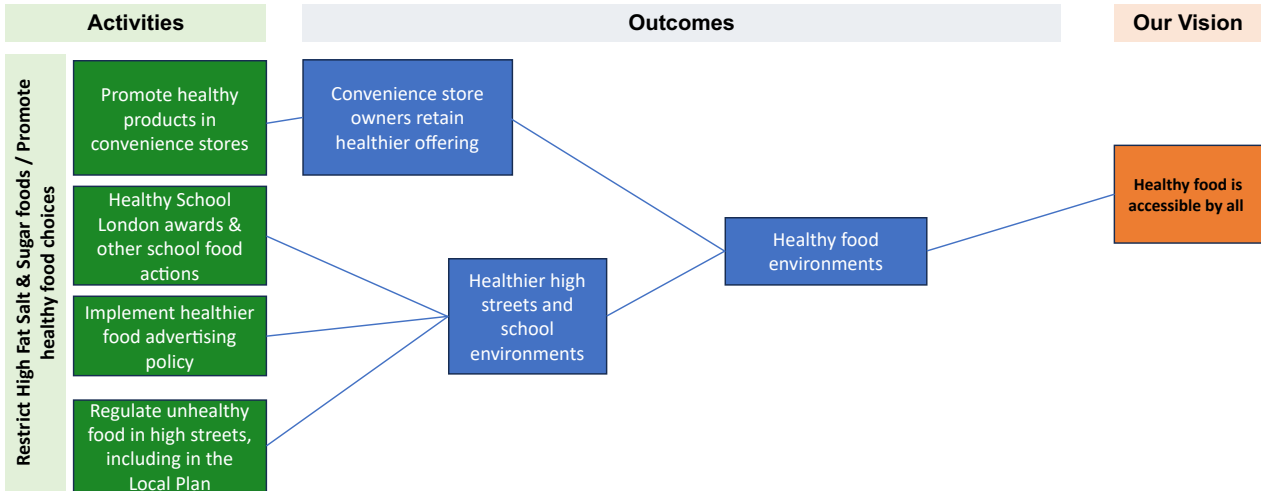 Activities
Outcomes
Our Vision
Restrict High Fat Salt & Sugar foods / Promote
healthy food choices
Promote healthy
products in
convenience stores
Convenience store
owners retain
healthier offering
Healthy School
London awards &
other school food
actions
Implement healthier
food advertising
policy
Regulate unhealthy
food in high streets,
including in the
Local Plan
Healthier high
streets and
school
environments
Healthy food
environments
Healthy food is
accessible by all